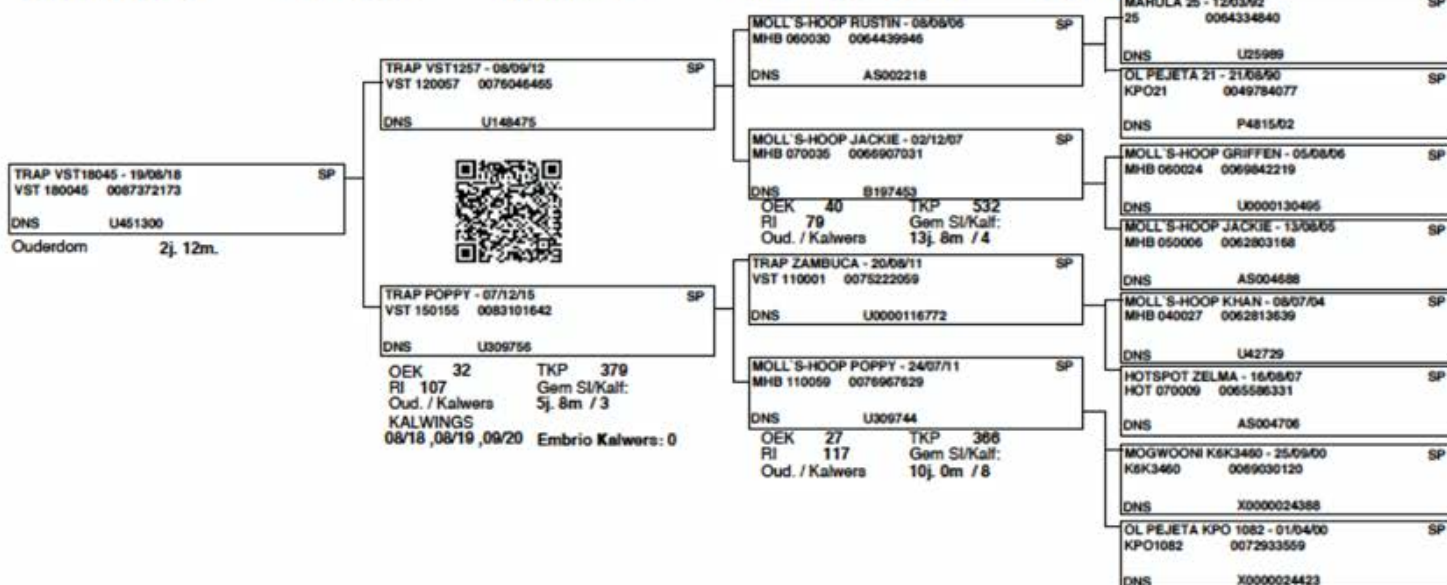 TRAP VST18045 - 19/08/18 SP
VST 180045 0087372173
DNS U451300
Ouderdom 2j. 12m.
TRAP VST1257 - 08/09/12 SP
VST 120057 0076046465
DNS U148475
TRAP POPPY - 07/12/15 SP
VST 150155 0083101642
DNS U309756
OEK 32 TKP 379
RI 107 Gem SI/Kalf:
Oud. / Kalwers 5j. 8m / 3
KALWINGS
08/18 ,08/19 ,09/20 Embrio Kalwers: 0
MOLL`S-HOOP RUSTIN - 08/08/06 SP
MHB 060030 0064439946
DNS AS002218
MOLL`S-HOOP JACKIE - 02/12/07 SP
MHB 070035 0066907031
DNS B197453
OEK 40 TKP 532
RI 79 Gem SI/Kalf:
Oud. / Kalwers 13j. 8m / 4
TRAP ZAMBUCA - 20/08/11 SP
VST 110001 0075222059
DNS U0000116772
MOLL`S-HOOP POPPY - 24/07/11 SP
MHB 110059 0076967629
DNS U309744
OEK 27 TKP 366
RI 117 Gem SI/Kalf:
Oud. / Kalwers 10j. 0m / 8
MARULA 25 - 12/03/92 SP
25 0064334840
DNS U25989
OL PEJETA 21 - 21/08/90 SP
KPO21 0049784077
DNS P4815/02
MOLL`S-HOOP GRIFFEN - 05/08/06 SP
MHB 060024 0069842219
DNS U0000130495
MOLL`S-HOOP JACKIE - 13/08/05 SP
MHB 050006 0062803168
DNS AS004688
MOLL`S-HOOP KHAN - 08/07/04 SP
MHB 040027 0062813639
DNS U42729
HOTSPOT ZELMA - 16/08/07 SP
HOT 070009 0065586331
DNS AS004706
MOGWOONI K6K3460 - 25/09/00 SP
K6K3460 0069030120
DNS X0000024388
OL PEJETA KPO 1082 - 01/04/00 SP
KPO1082 0072933559
DNS X0000024423